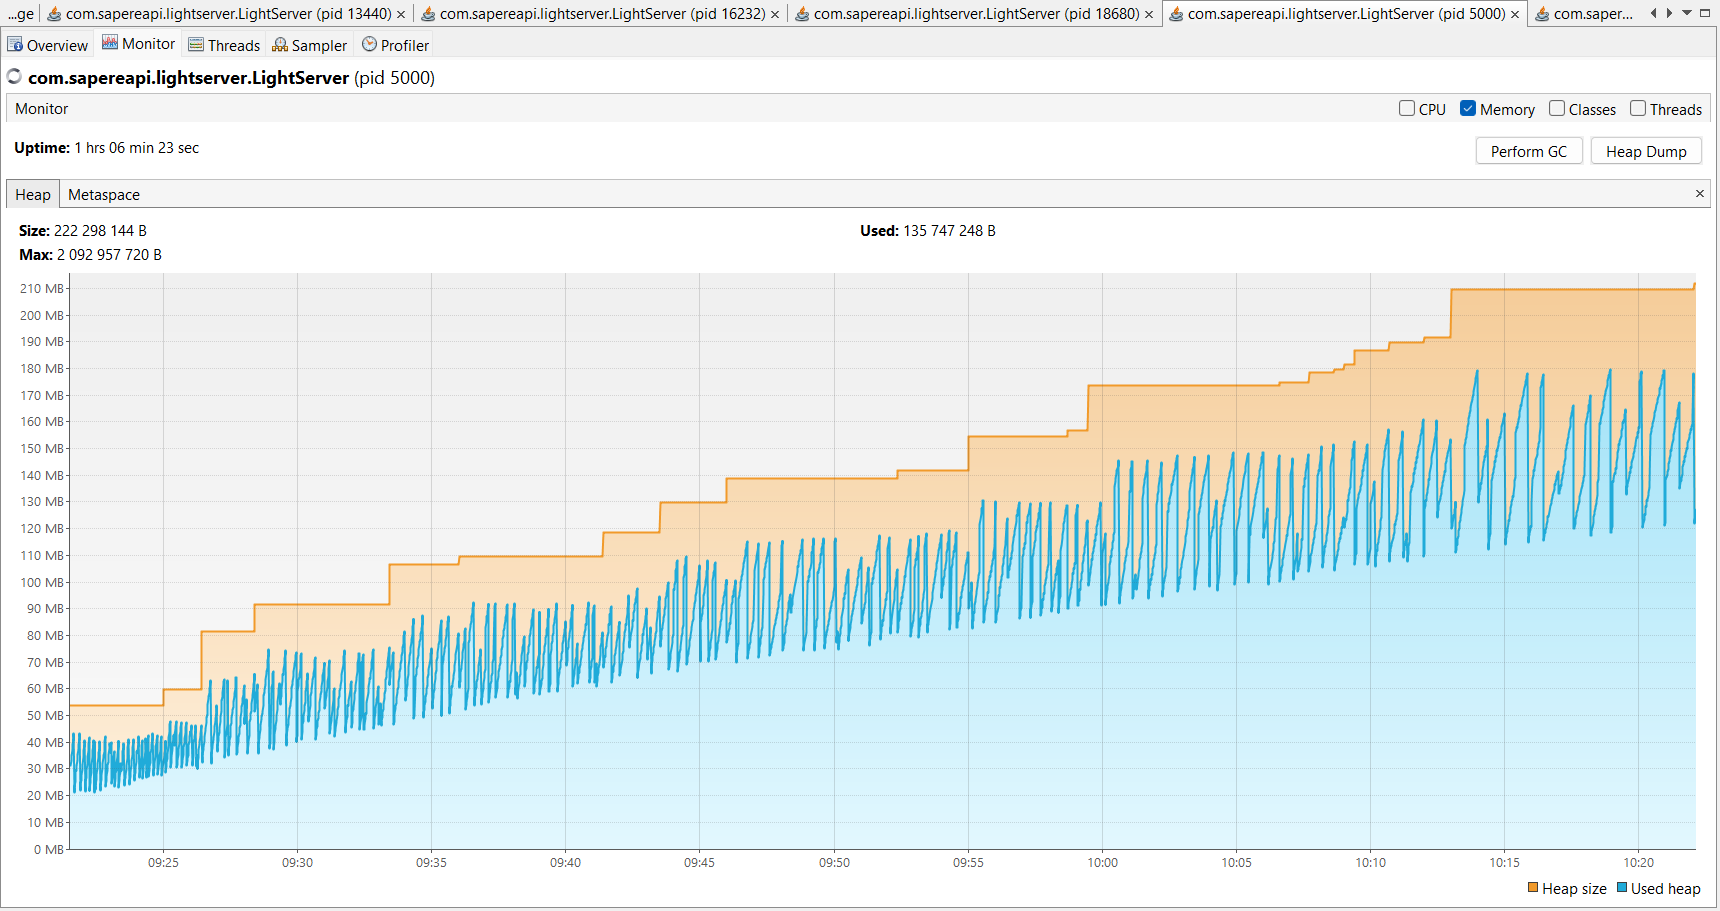 ...ge com.sapereapi.lightserver.LightServer (pid 13440) × com.sapereapi.lightserver.LightServer (pid 16232) × com.sapereapi.lightserver.LightServer (pid 18680) × com.sapereapi.lightserver.LightServer (pid 5000) × com.saper...
Overview Monitor Threads Sampler Profiler
com.sapereapi.lightserver.LightServer (pid 5000)
Monitor CPU Memory Classes Threads
Uptime: 1 hrs 06 min 23 sec
Perform GC Heap Dump
Heap Metaspace ×
Size: 222 298 144 B Used: 135 747 248 B
Max: 2 092 957 720 B
210 MB
200 MB
190 MB
180 MB
170 MB
160 MB
150 MB
140 MB
130 MB
120 MB
110 MB
100 MB
90 MB
80 MB
70 MB
60 MB
50 MB
40 MB
30 MB
20 MB
10 MB
0 MB
09:25 09:30 09:35 09:40 09:45 09:50 09:55 10:00 10:05 10:10 10:15 10:20
Heap size Used heap